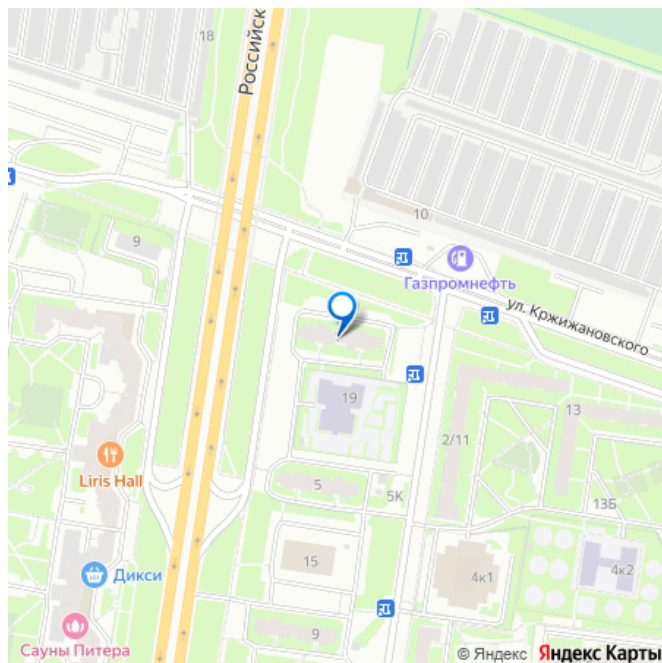 18
Российск
10
9
Газпромнефть
ул. Кржижановского
19
13
2/11
Liris Hall
5
5К
13Б
15
4к1
4к2
Дикси
9
Сауны Питера
© Яндекс Яндекс Карты